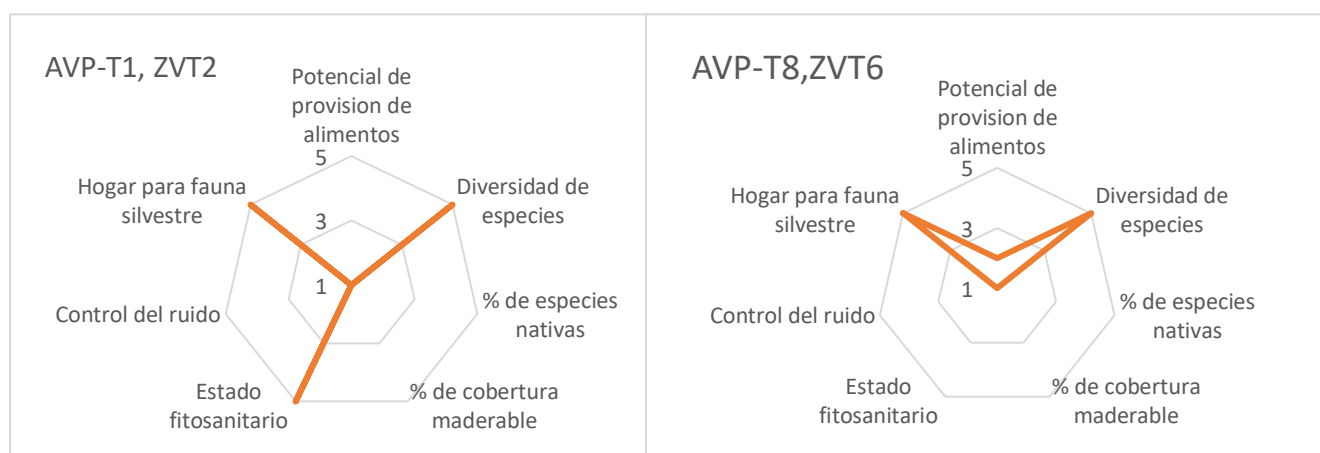 AVP-T1, ZVT2
Potencial de
provision de
alimentos
5
3
1
Diversidad de
especies
% de especies
nativas
% de cobertura
maderable
Estado
fitosanitario
Control del ruido
Hogar para fauna
silvestre
AVP-T8,ZVT6
Potencial de
provision de
alimentos
5
3
1
Diversidad de
especies
% de especies
nativas
% de cobertura
maderable
Estado
fitosanitario
Control del ruido
Hogar para fauna
silvestre